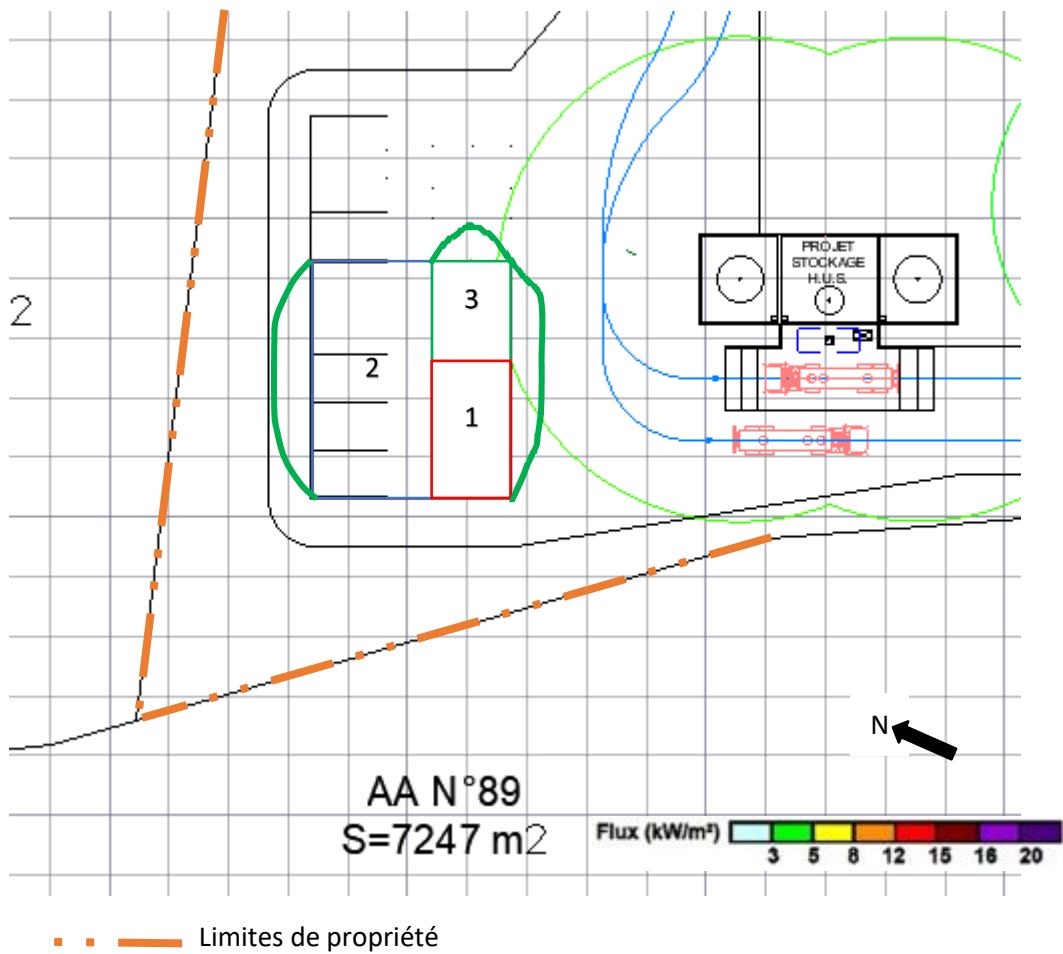 PROJET
STOCKAGE
H.U.S.
3
2
2
1
N
AA N°89
S=7247 m2
Flux (kW/m²)
3 5 8 12 15 16 20
Limites de propriété